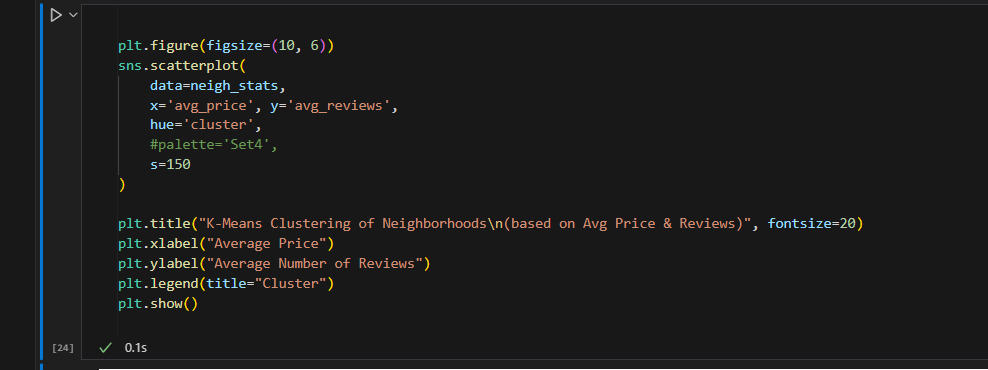 plt.figure(figsize=(10, 6))
sns.scatterplot(
    data=neigh_stats,
    x='avg_price', y='avg_reviews',
    hue='cluster',
    #palette='Set4',
    s=150
)
plt.title("K-Means Clustering of Neighborhoods\n(based on Avg Price & Reviews)", fontsize=20)
plt.xlabel("Average Price")
plt.ylabel("Average Number of Reviews")
plt.legend(title="Cluster")
plt.show()
[24] 0.1s